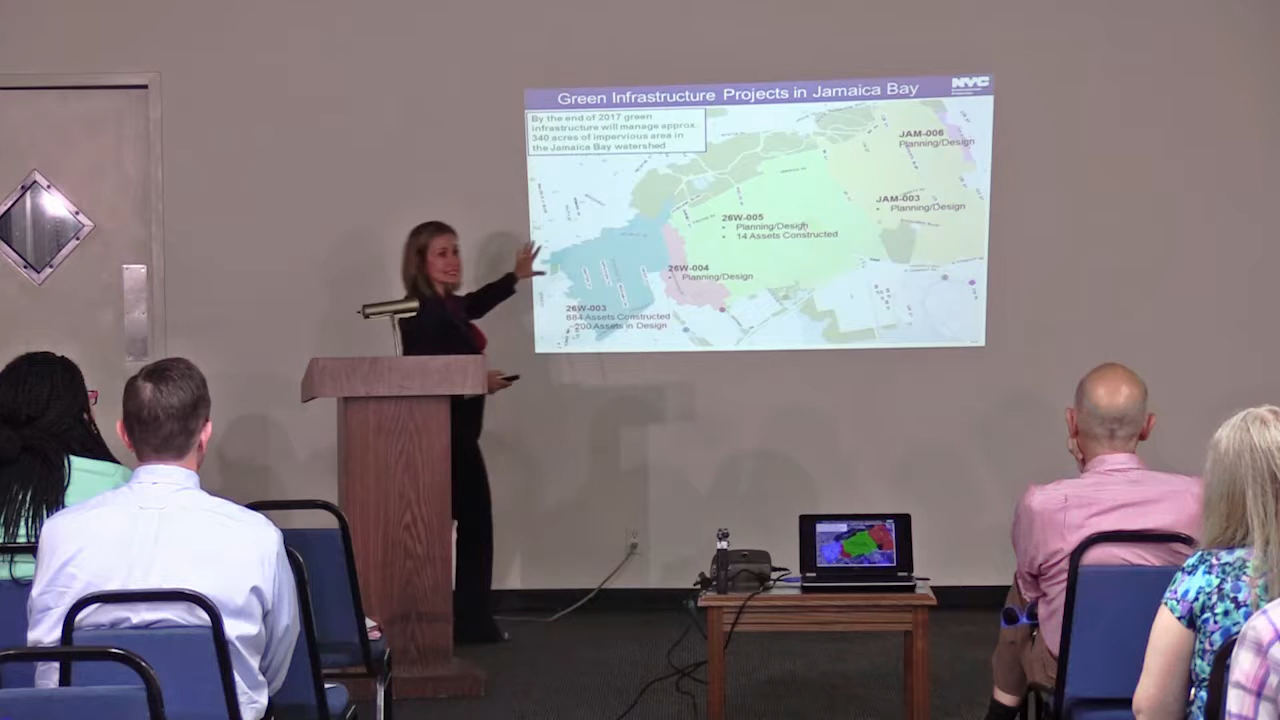 Green Infrastructure Projects in Jamaica Bay
NYC
By the end of 2017 green
infrastructure will manage approx.
340 acres of impervious area in
the Jamaica Bay watershed
JAM-006
Planning/Design
JAM-003
• Planning/Design
26W-005
• Planning/Design
• 14 Assets Constructed
26W-004
• Planning/Design
26W-003
684 Assets Constructed
~200 Assets in Design